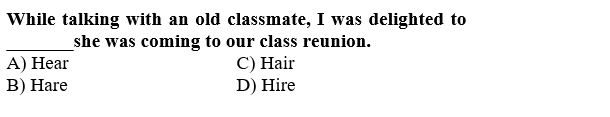 While talking with an old classmate, I was delighted to
_______she was coming to our class reunion.
A) Hear C) Hair
B) Hare D) Hire